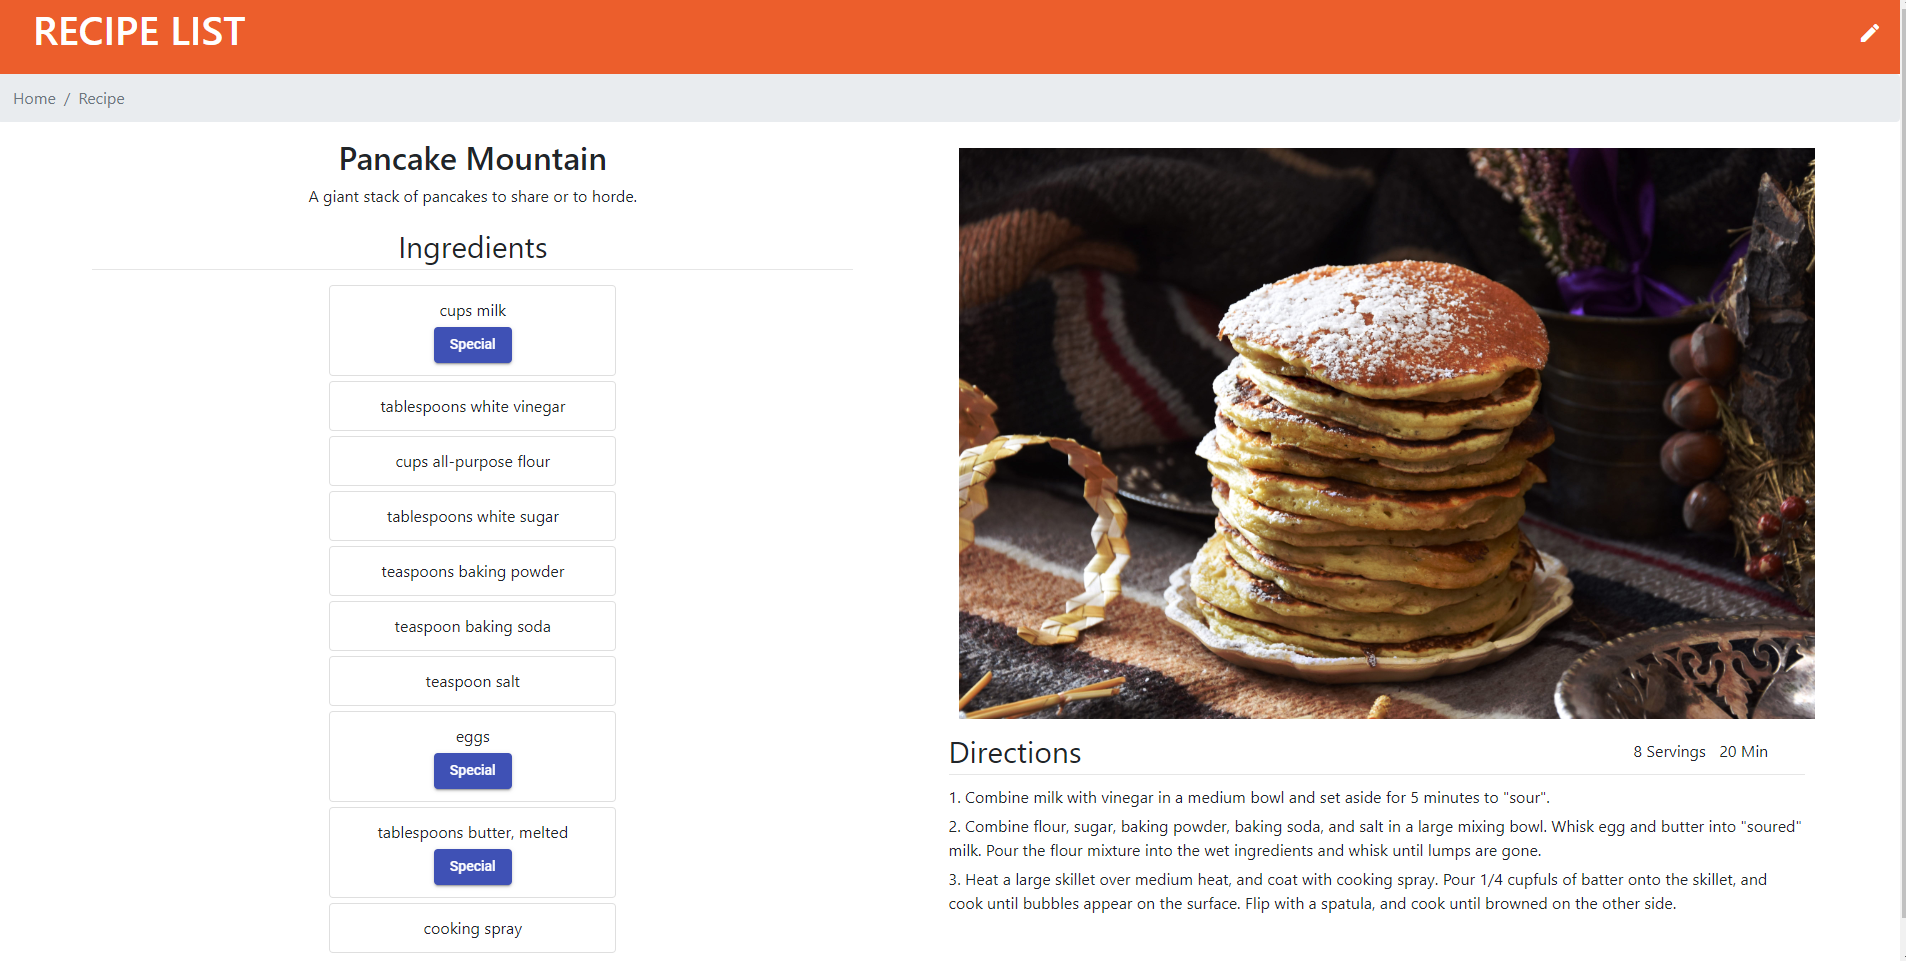 RECIPE LIST
Home / Recipe
Pancake Mountain
A giant stack of pancakes to share or to horde.
Ingredients
cups milk
Special
tablespoons white vinegar
cups all-purpose flour
tablespoons white sugar
teaspoons baking powder
teaspoon baking soda
teaspoon salt
eggs
Special
tablespoons butter, melted
Special
cooking spray
Directions
8 Servings 20 Min
1. Combine milk with vinegar in a medium bowl and set aside for 5 minutes to "sour".
2. Combine flour, sugar, baking powder, baking soda, and salt in a large mixing bowl. Whisk egg and butter into "soured"
milk. Pour the flour mixture into the wet ingredients and whisk until lumps are gone.
3. Heat a large skillet over medium heat, and coat with cooking spray. Pour 1/4 cupfuls of batter onto the skillet, and
cook until bubbles appear on the surface. Flip with a spatula, and cook until browned on the other side.